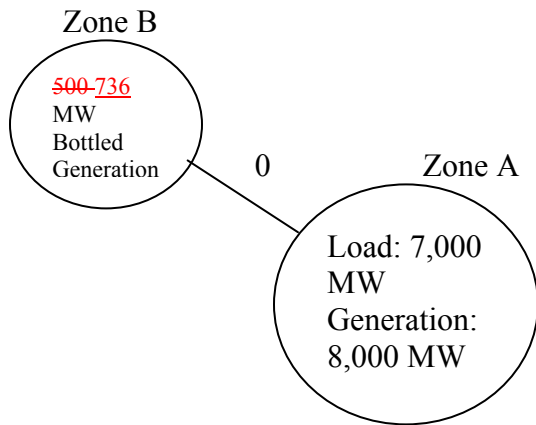 Zone B
500 736
MW
Bottled
Generation
0
Zone A
Load: 7,000
MW
Generation:
8,000 MW